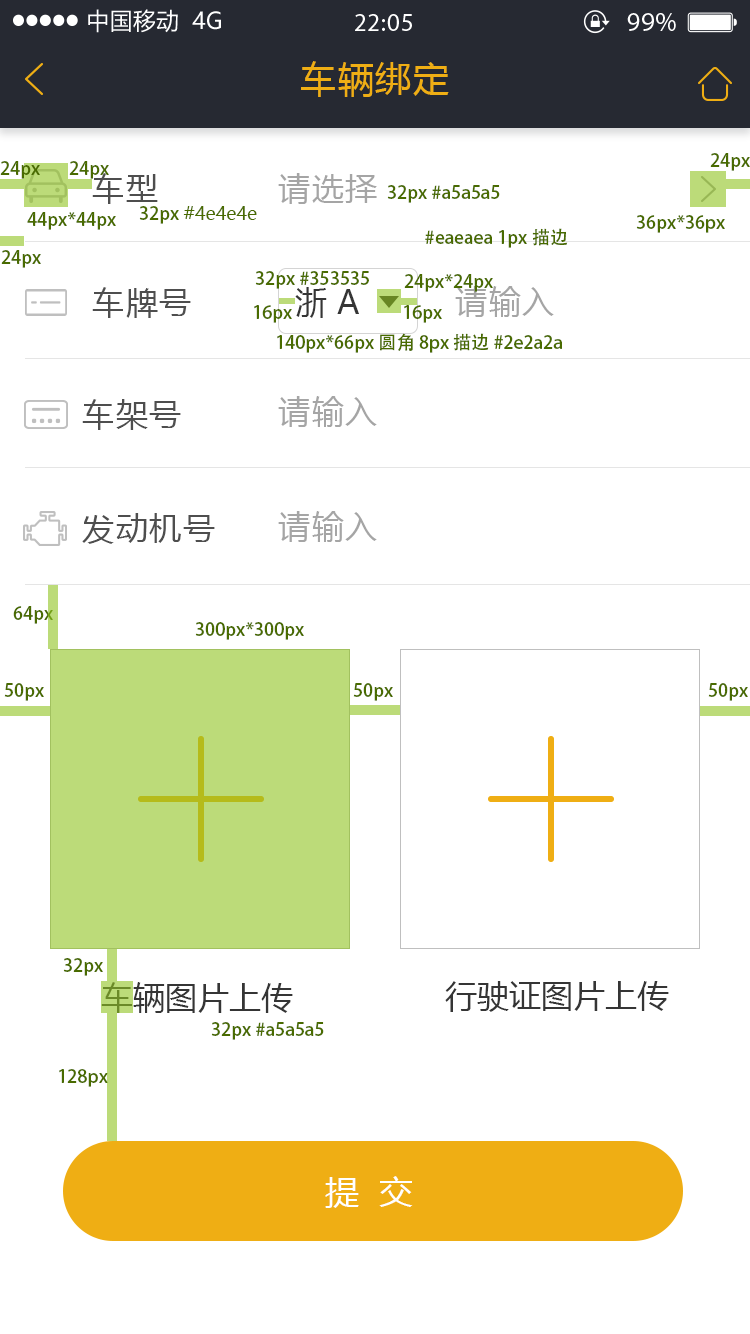 中国移动 4G 22:05 99%
车辆绑定
24px 24px 24px
车型 请选择 32px #a5a5a5
44px*44px 32px #4e4e4e 36px*36px
#eaeaea 1px 描边
24px
32px #353535 24px*24px
车牌号 16px 浙 A 16px 请输入
140px*66px 圆角 8px 描边 #2e2a2a
车架号 请输入
发动机号 请输入
64px
300px*300px
50px 50px 50px
32px
车辆图片上传 行驶证图片上传
32px #a5a5a5
128px
提 交